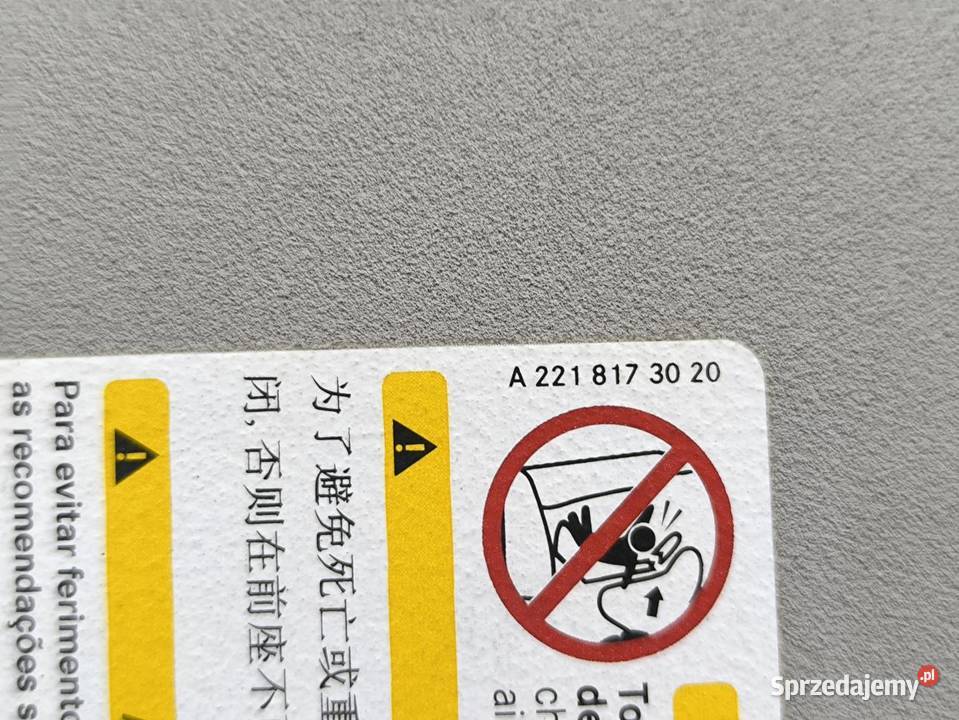 A 221 817 30 20
To
de
ch
ai
为了避免死亡或重
闭, 否则在前座不
Para evitar ferimento
as recomendações s
Sprzedajemy.pl